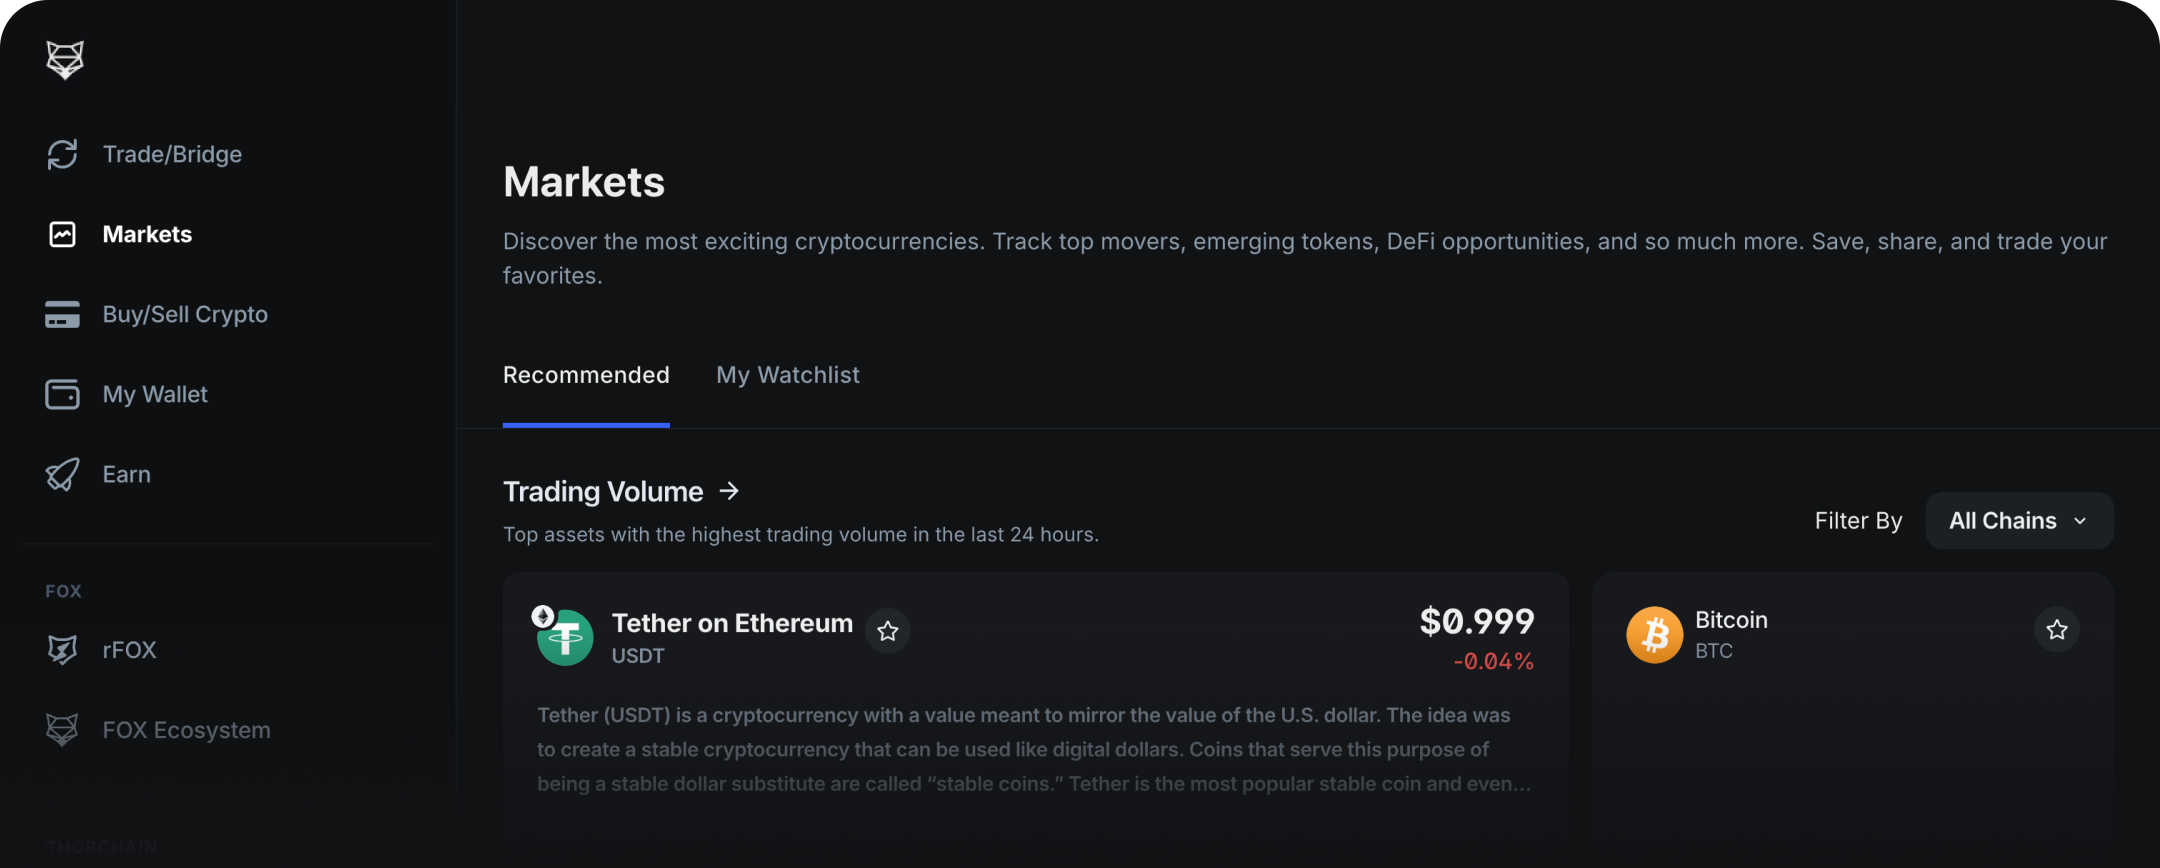 Trade/Bridge
Markets
Buy/Sell Crypto
My Wallet
Earn
FOX
rFOX
FOX Ecosystem
THORCHAIN
Markets
Discover the most exciting cryptocurrencies. Track top movers, emerging tokens, DeFi opportunities, and so much more. Save, share, and trade your
favorites.
Recommended
My Watchlist
Trading Volume →
Top assets with the highest trading volume in the last 24 hours.
Filter By
All Chains
Tether on Ethereum
USDT
$0.999
-0.04%
Tether (USDT) is a cryptocurrency with a value meant to mirror the value of the U.S. dollar. The idea was
to create a stable cryptocurrency that can be used like digital dollars. Coins that serve this purpose of
being a stable dollar substitute are called “stable coins.” Tether is the most popular stable coin and even...
Bitcoin
BTC